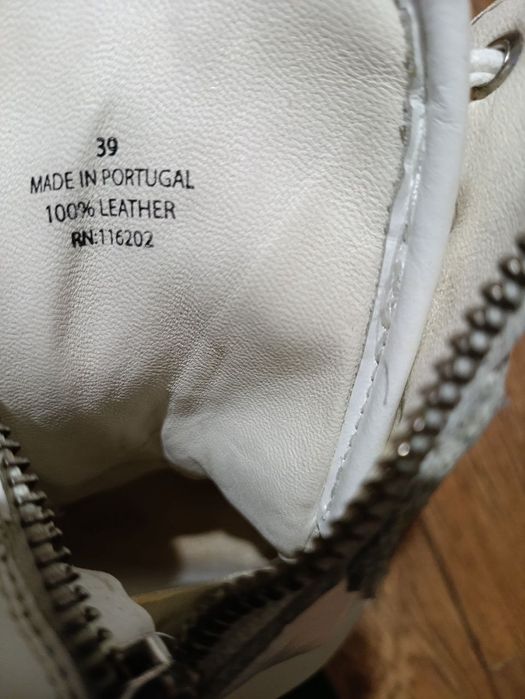 39
MADE IN PORTUGAL
100% LEATHER
RN:116202